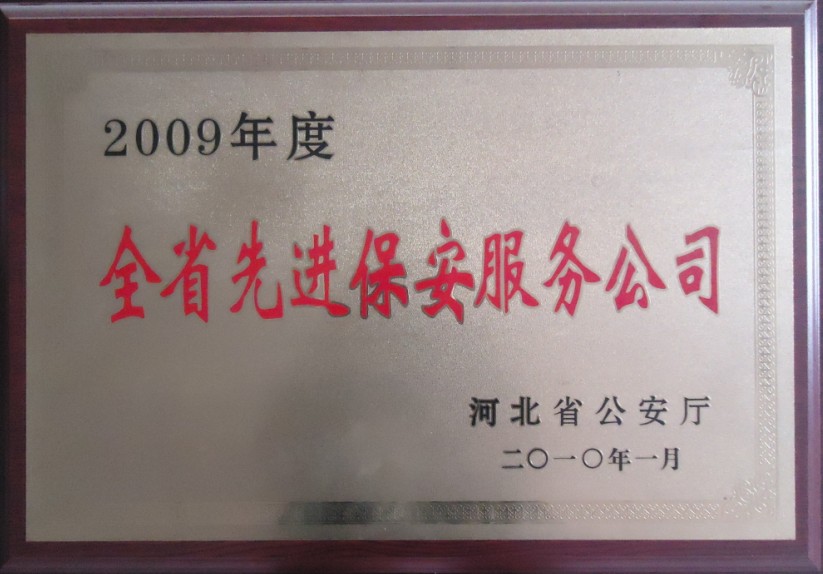 2009年度
全省先进保安服务公司
河北省公安厅
二〇一〇年一月